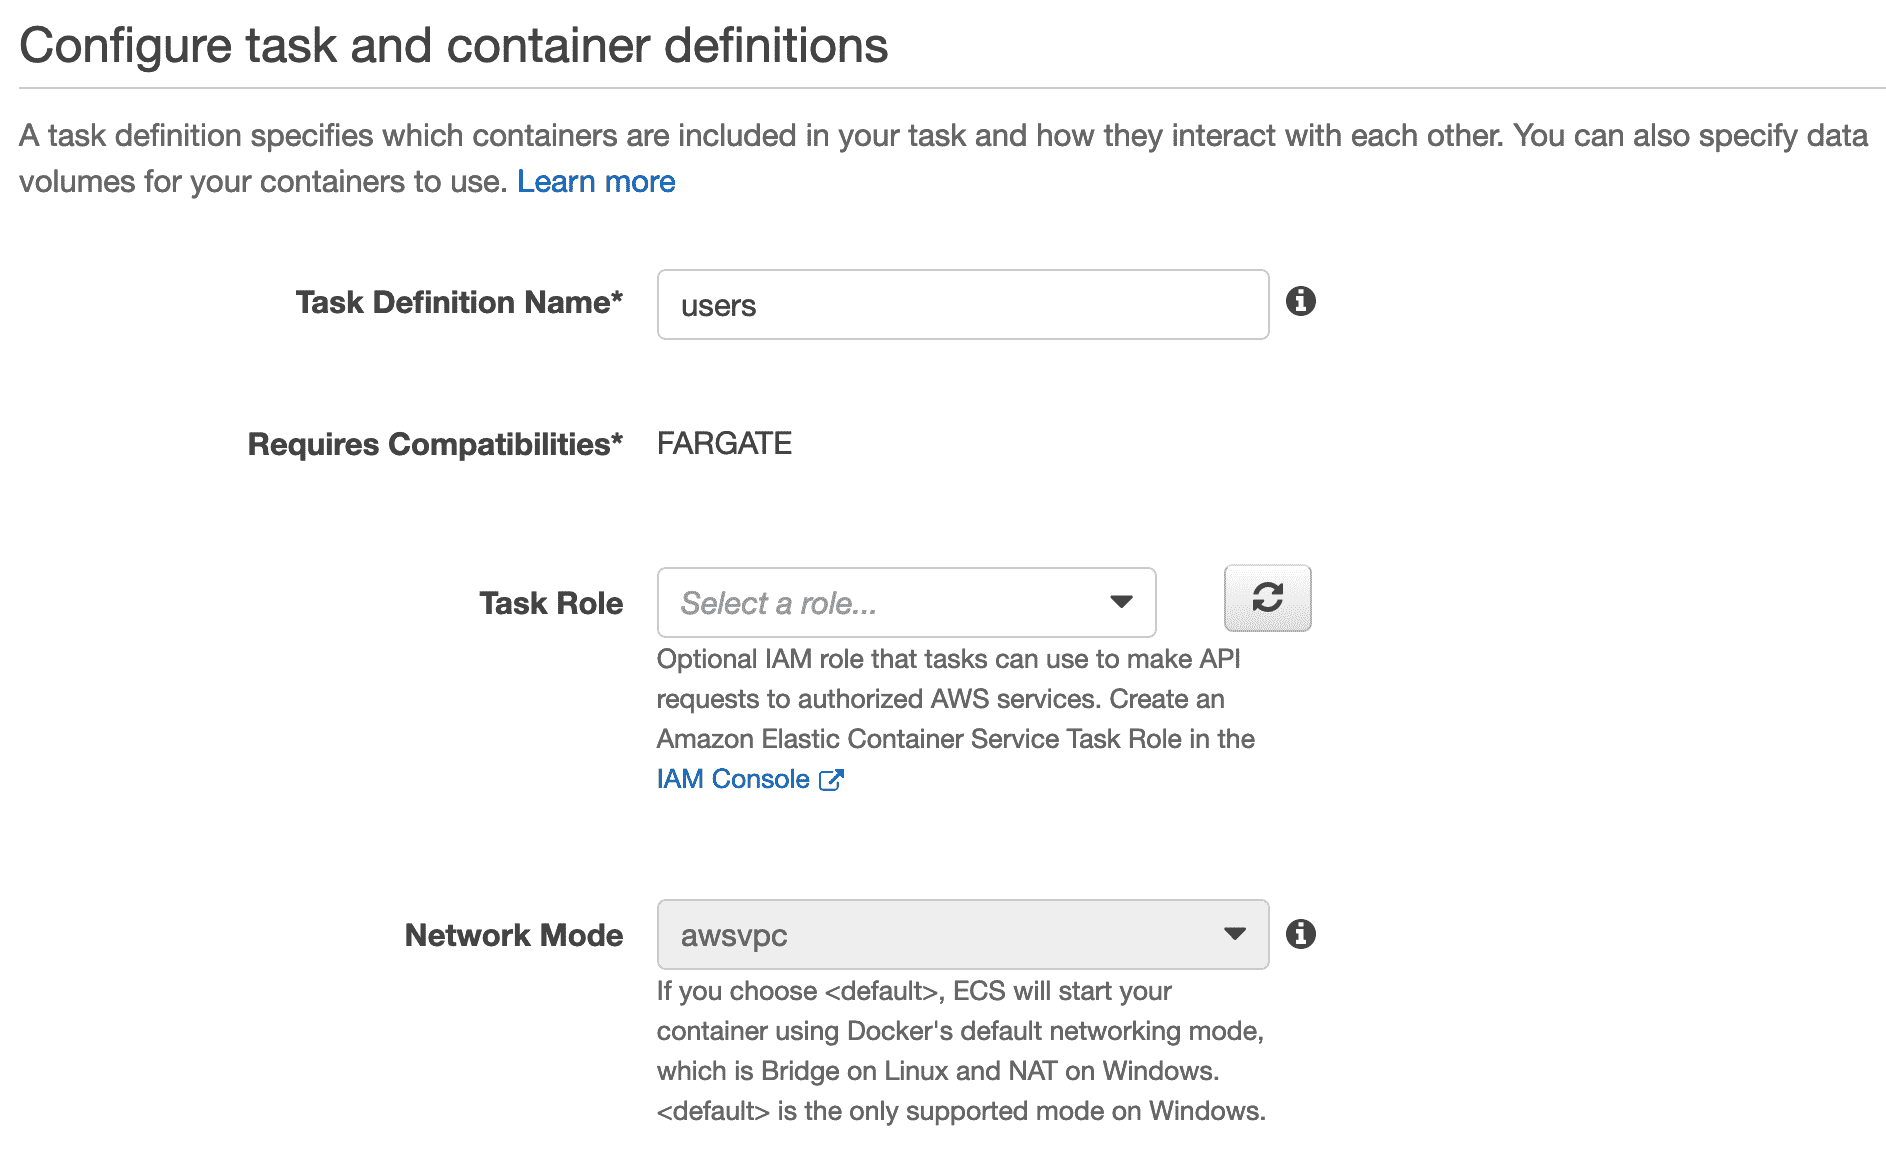 Configure task and container definitions
A task definition specifies which containers are included in your task and how they interact with each other. You can also specify data
volumes for your containers to use. Learn more
Task Definition Name* users
Requires Compatibilities* FARGATE
Task Role Select a role...
Optional IAM role that tasks can use to make API
requests to authorized AWS services. Create an
Amazon Elastic Container Service Task Role in the
IAM Console
Network Mode awsvpc
If you choose <default>, ECS will start your
container using Docker's default networking mode,
which is Bridge on Linux and NAT on Windows.
<default> is the only supported mode on Windows.